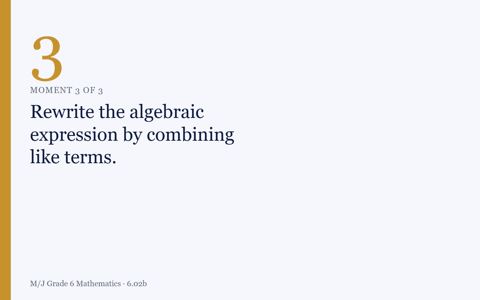 3
MOMENT 3 OF 3
Rewrite the algebraic
expression by combining
like terms.
M/J Grade 6 Mathematics · 6.02b